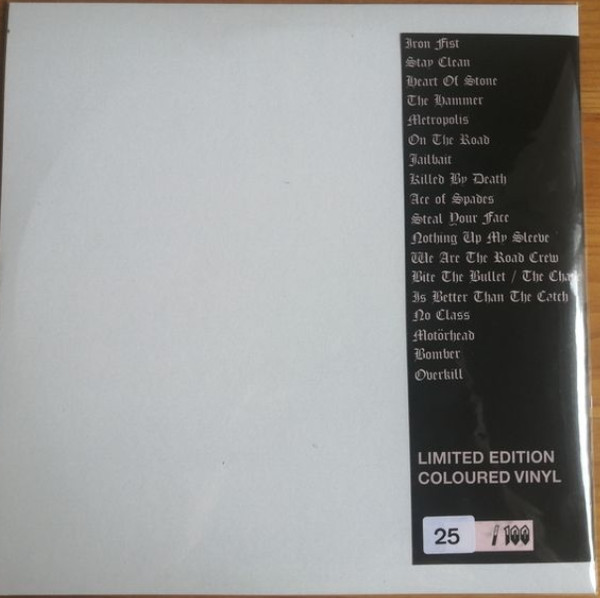 Iron Fist
Stay Clean
Heart Of Stone
The Hammer
Metropolis
On The Road
Jailbait
Killed By Death
Ace of Spades
Steal Your Face
Nothing Up My Sleeve
We Are The Road Crew
Bite The Bullet / The Chase
Is Better Than The Catch
No Class
Motörhead
Bomber
Overkill
LIMITED EDITION
COLOURED VINYL
25 / 100